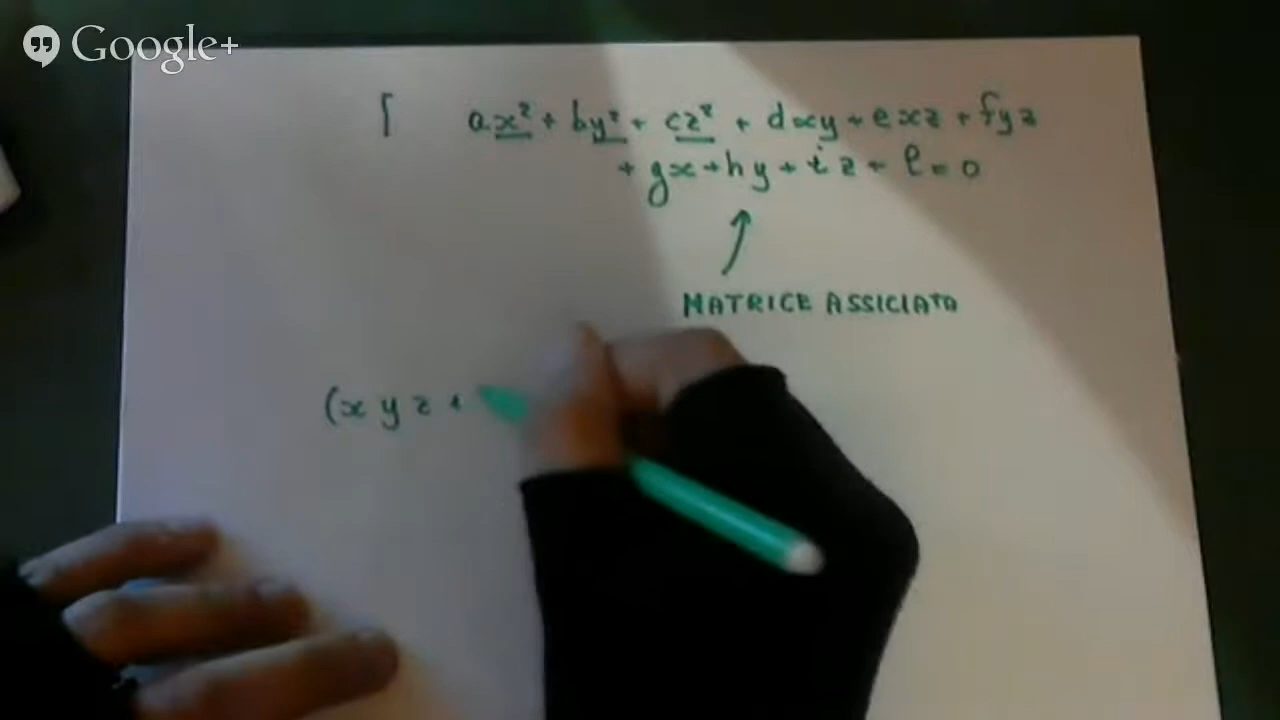 Google+
Γ ax² + by² + cz² + dxy + exz + fyz
+ gx + hy + iz + l = 0
MATRICE ASSICIATA
(x y z